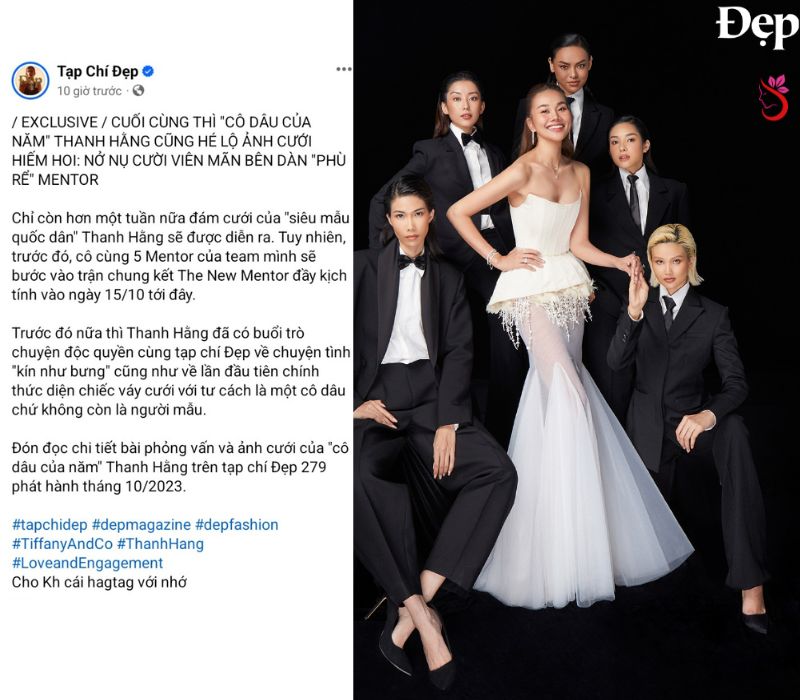 Tạp Chí Đẹp
10 giờ trước
/ EXCLUSIVE / CUỐI CÙNG THÌ "CÔ DÂU CỦA
NĂM" THANH HẰNG CŨNG HÉ LỘ ẢNH CƯỚI
HIẾM HOI: NỞ NỤ CƯỜI VIÊN MÃN BÊN DÀN "PHÙ
RỂ" MENTOR
Chỉ còn hơn một tuần nữa đám cưới của "siêu mẫu
quốc dân" Thanh Hằng sẽ được diễn ra. Tuy nhiên,
trước đó, cô cùng 5 Mentor của team mình sẽ
bước vào trận chung kết The New Mentor đầy kịch
tính vào ngày 15/10 tới đây.
Trước đó nữa thì Thanh Hằng đã có buổi trò
chuyện độc quyền cùng tạp chí Đẹp về chuyện tình
"kín như bưng" cũng như về lần đầu tiên chính
thức diện chiếc váy cưới với tư cách là một cô dâu
chứ không còn là người mẫu.
Đón đọc chi tiết bài phỏng vấn và ảnh cưới của "cô
dâu của năm" Thanh Hằng trên tạp chí Đẹp 279
phát hành tháng 10/2023.
#tapchidep #depmagazine #depfashion
#TiffanyAndCo #ThanhHang
#LoveandEngagement
Cho Kh cái hagtag với nhớ
Đẹp